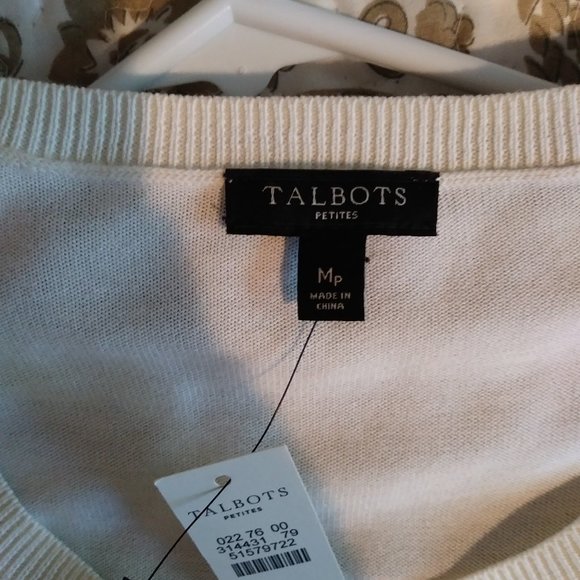 TALBOTS
PETITES
MP
MADE IN
CHINA
TALBOTS
PETITES
022 76 00
314431 79
51579722